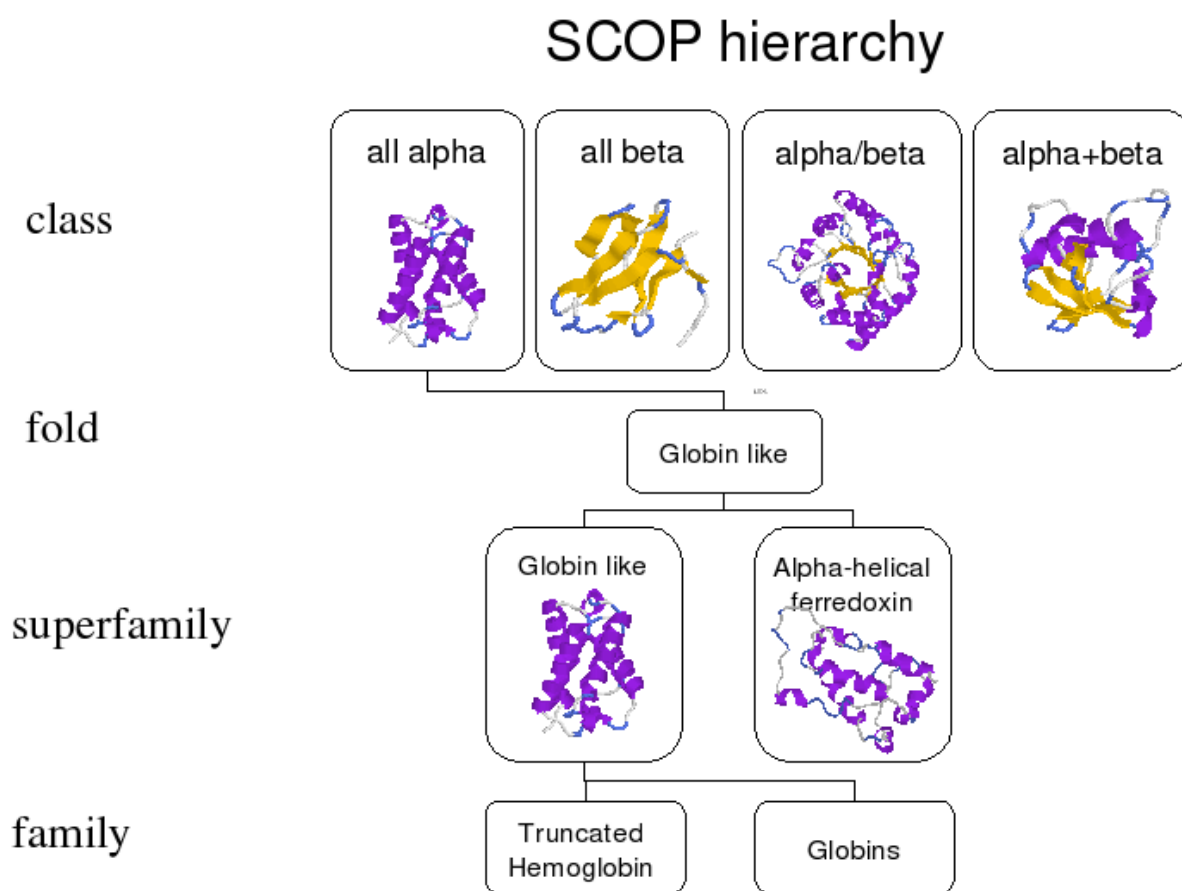 SCOP hierarchy
all alpha
all beta
alpha/beta
alpha+beta
class
fold
Globin like
Globin like
Alpha-helical
ferredoxin
superfamily
family
Truncated
Hemoglobin
Globins